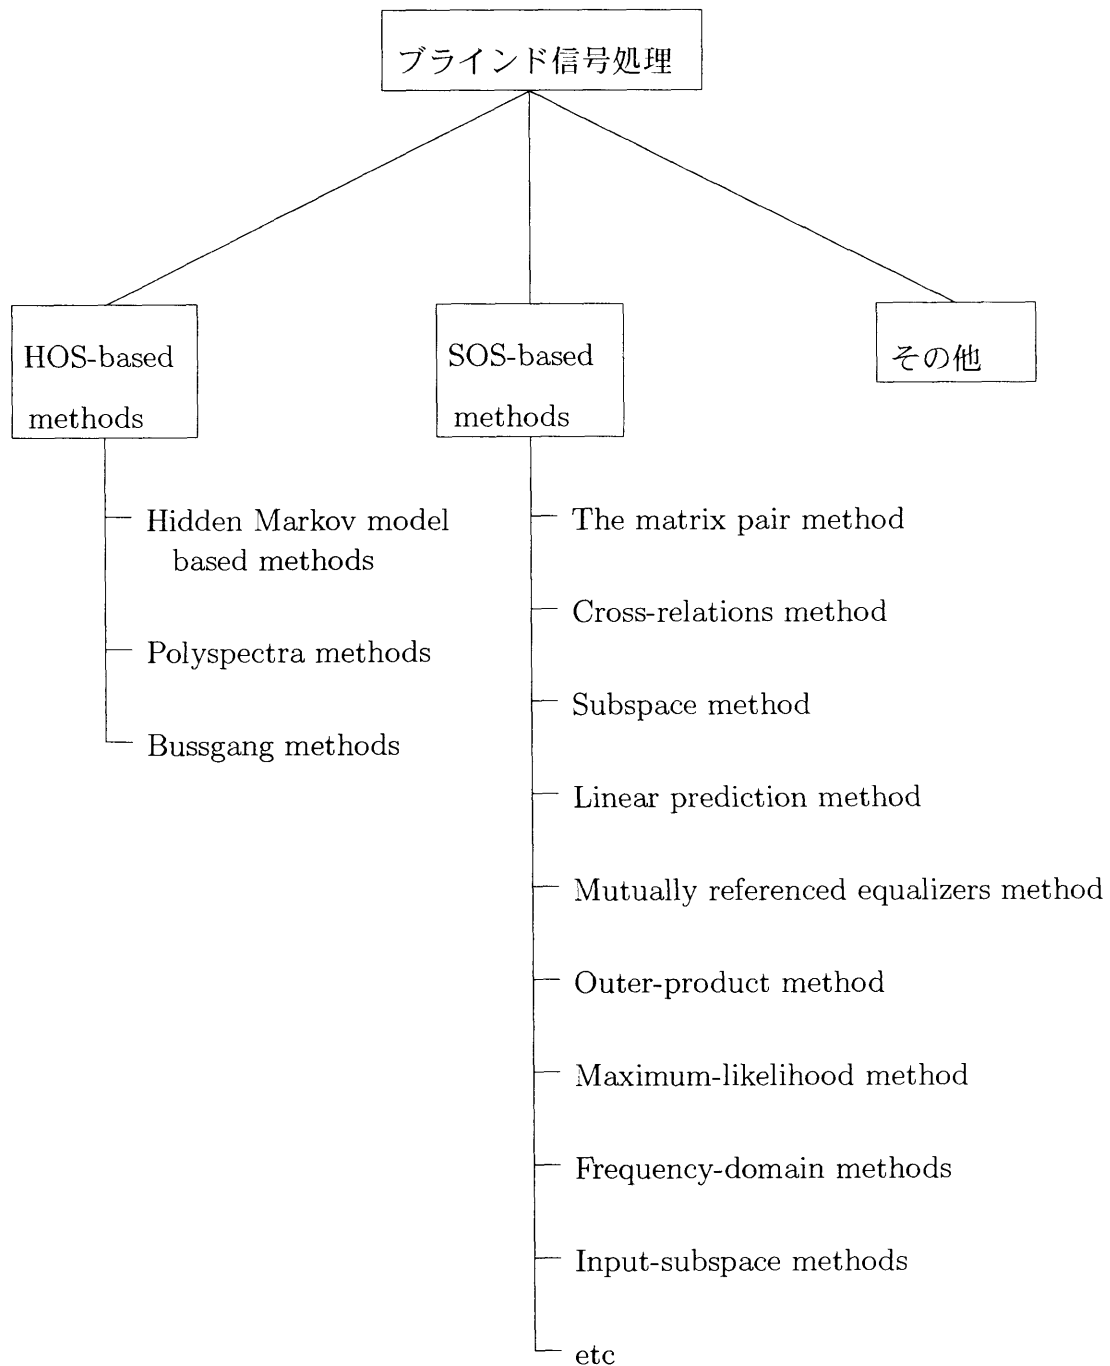 ブラインド信号処理
HOS-based
methods
Hidden Markov model
based methods
Polyspectra methods
Bussgang methods
SOS-based
methods
The matrix pair method
Cross-relations method
Subspace method
Linear prediction method
Mutually referenced equalizers method
Outer-product method
Maximum-likelihood method
Frequency-domain methods
Input-subspace methods
etc
その他